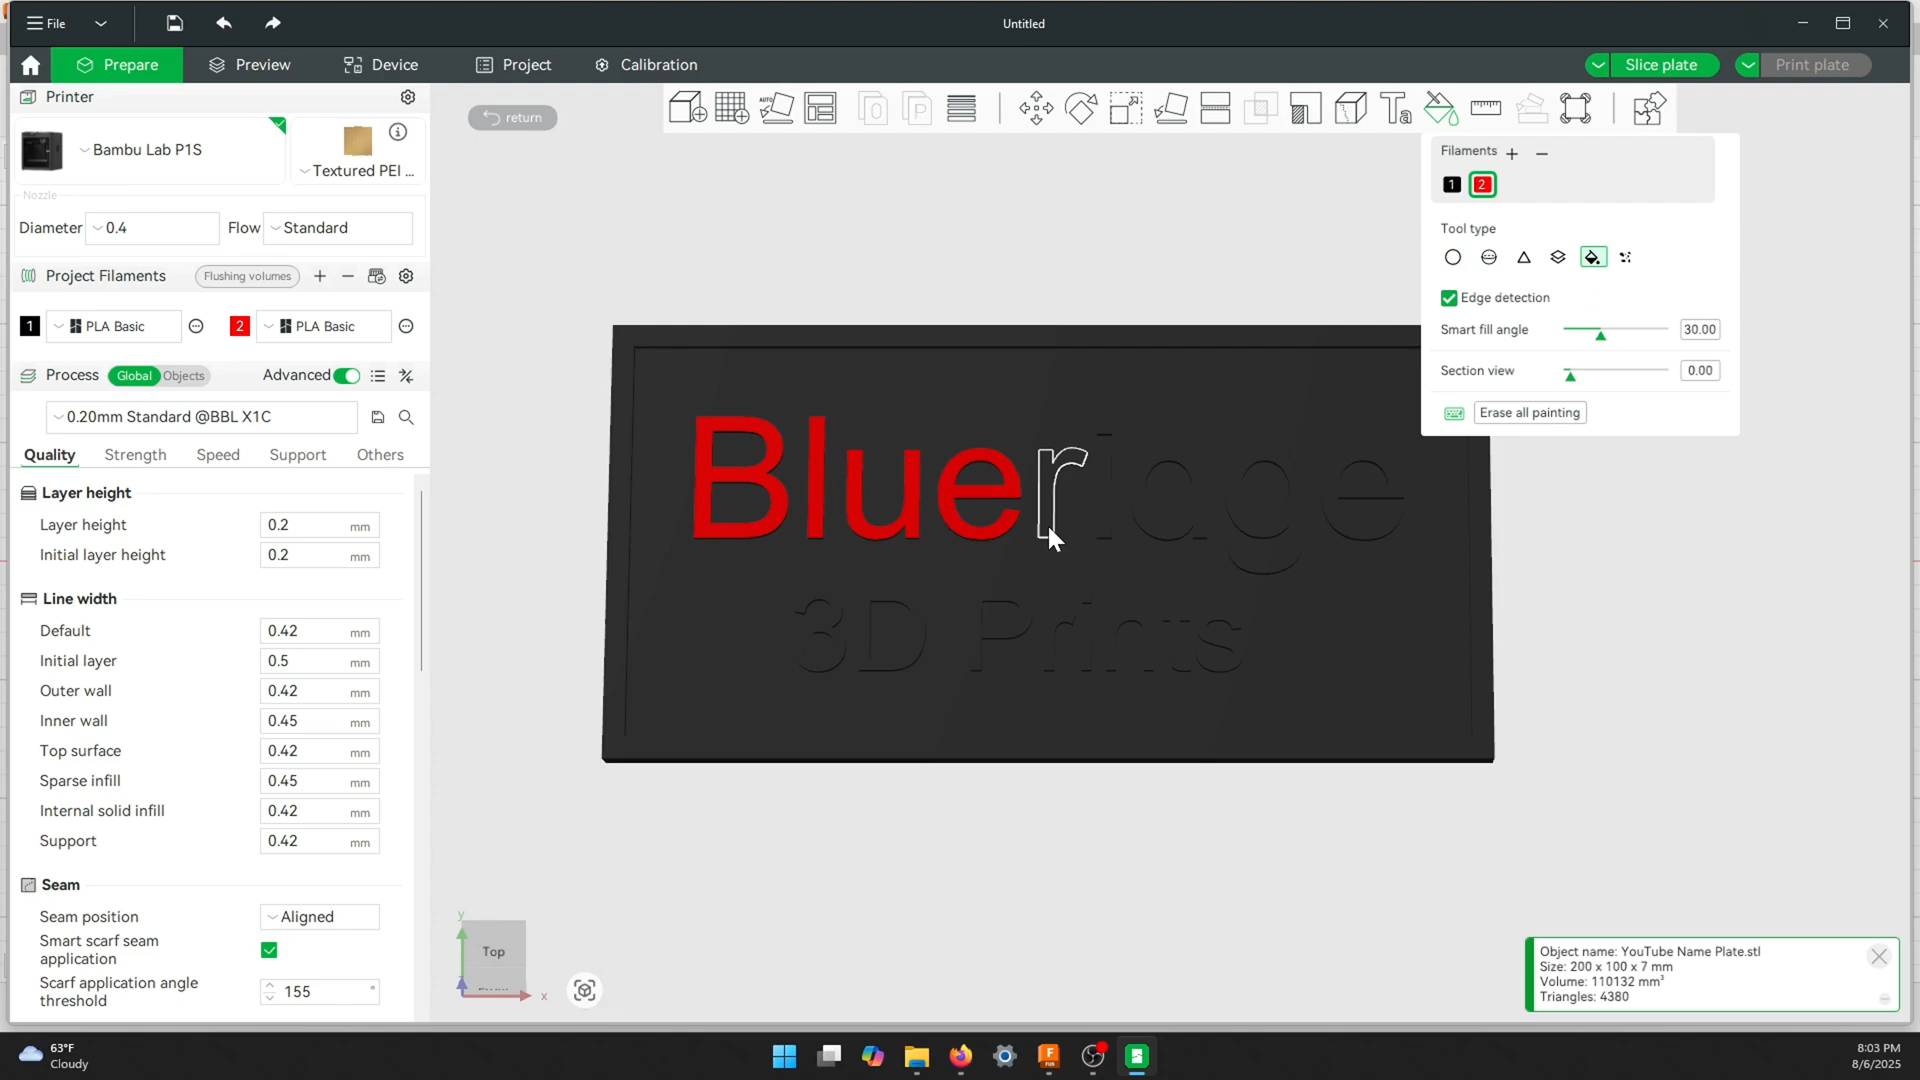 File
Untitled
Prepare
Preview
Device
Project
Calibration
Slice plate
Print plate
Printer
return
Bambu Lab P1S
Textured PEI ...
Nozzle
Diameter
0.4
Flow
Standard
Project Filaments
Flushing volumes
1
PLA Basic
2
PLA Basic
Process
Global
Objects
Advanced
0.20mm Standard @BBL X1C
Quality
Strength
Speed
Support
Others
Layer height
Layer height
0.2
mm
Initial layer height
0.2
mm
Line width
Default
0.42
mm
Initial layer
0.5
mm
Outer wall
0.42
mm
Inner wall
0.45
mm
Top surface
0.42
mm
Sparse infill
0.45
mm
Internal solid infill
0.42
mm
Support
0.42
mm
Seam
Seam position
Aligned
Smart scarf seam
application
Scarf application angle
threshold
155
°
Filaments
1
2
Tool type
Edge detection
Smart fill angle
30.00
Section view
0.00
Erase all painting
Blueridge
3D Prints
y
Top
z
x
Object name: YouTube Name Plate.stl
Size: 200 x 100 x 7 mm
Volume: 110132 mm³
Triangles: 4380
63°F
Cloudy
8:03 PM
8/6/2025